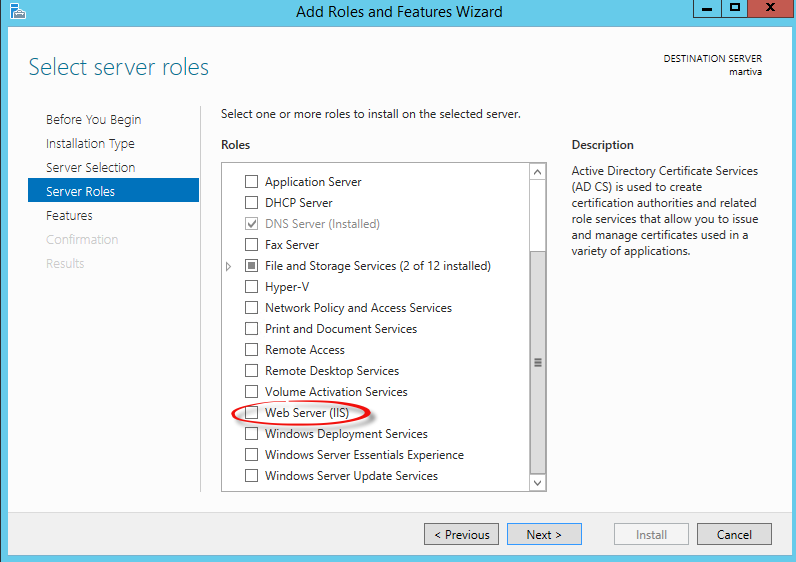 Add Roles and Features Wizard
Select server roles
DESTINATION SERVER
martiva
Before You Begin
Installation Type
Server Selection
Server Roles
Features
Confirmation
Results
Select one or more roles to install on the selected server.
Roles
Application Server
DHCP Server
DNS Server (Installed)
Fax Server
File and Storage Services (2 of 12 installed)
Hyper-V
Network Policy and Access Services
Print and Document Services
Remote Access
Remote Desktop Services
Volume Activation Services
Web Server (IIS)
Windows Deployment Services
Windows Server Essentials Experience
Windows Server Update Services
Description
Active Directory Certificate Services
(AD CS) is used to create
certification authorities and related
role services that allow you to issue
and manage certificates used in a
variety of applications.
< Previous
Next >
Install
Cancel